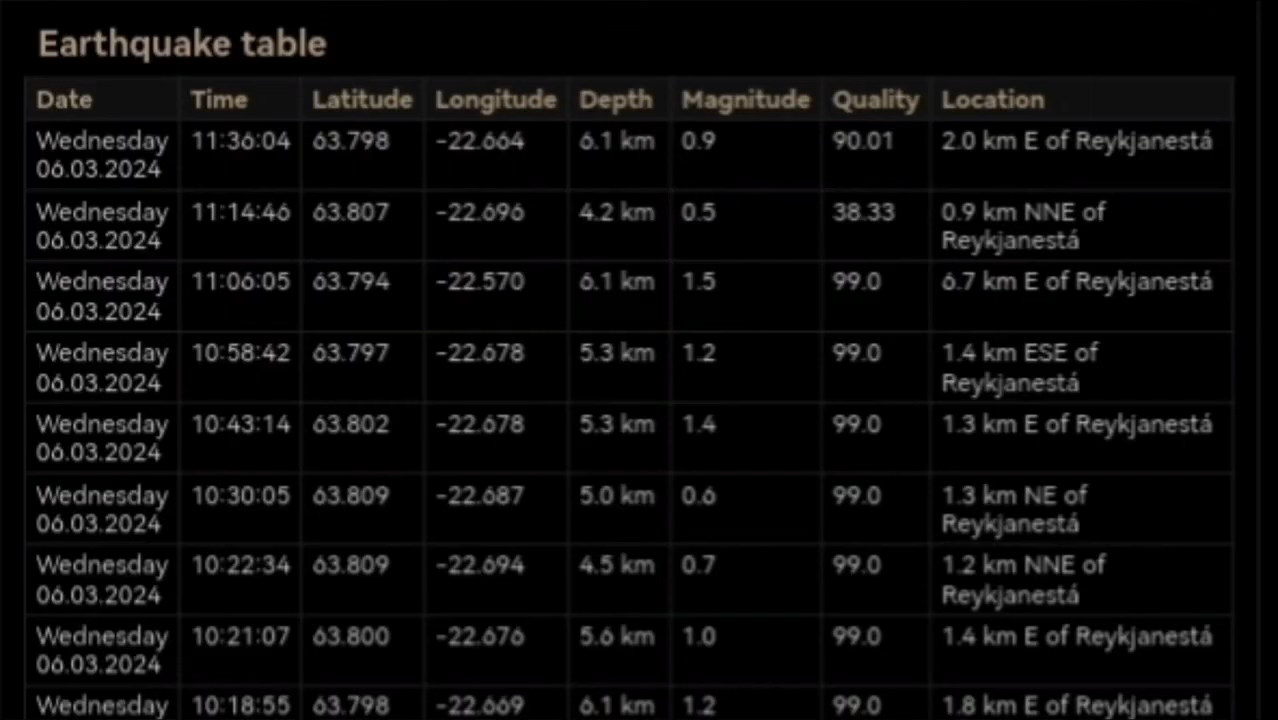 Earthquake table
Date Time Latitude Longitude Depth Magnitude Quality Location
Wednesday 11:36:04 63.798 -22.664 6.1 km 0.9 90.01 2.0 km E of Reykjanestá
06.03.2024
Wednesday 11:14:46 63.807 -22.696 4.2 km 0.5 38.33 0.9 km NNE of
06.03.2024 Reykjanestá
Wednesday 11:06:05 63.794 -22.570 6.1 km 1.5 99.0 6.7 km E of Reykjanestá
06.03.2024
Wednesday 10:58:42 63.797 -22.678 5.3 km 1.2 99.0 1.4 km ESE of
06.03.2024 Reykjanestá
Wednesday 10:43:14 63.802 -22.678 5.3 km 1.4 99.0 1.3 km E of Reykjanestá
06.03.2024
Wednesday 10:30:05 63.809 -22.687 5.0 km 0.6 99.0 1.3 km NE of
06.03.2024 Reykjanestá
Wednesday 10:22:34 63.809 -22.694 4.5 km 0.7 99.0 1.2 km NNE of
06.03.2024 Reykjanestá
Wednesday 10:21:07 63.800 -22.676 5.6 km 1.0 99.0 1.4 km E of Reykjanestá
06.03.2024
Wednesday 10:18:55 63.798 -22.669 6.1 km 1.2 99.0 1.8 km E of Reykjanestá